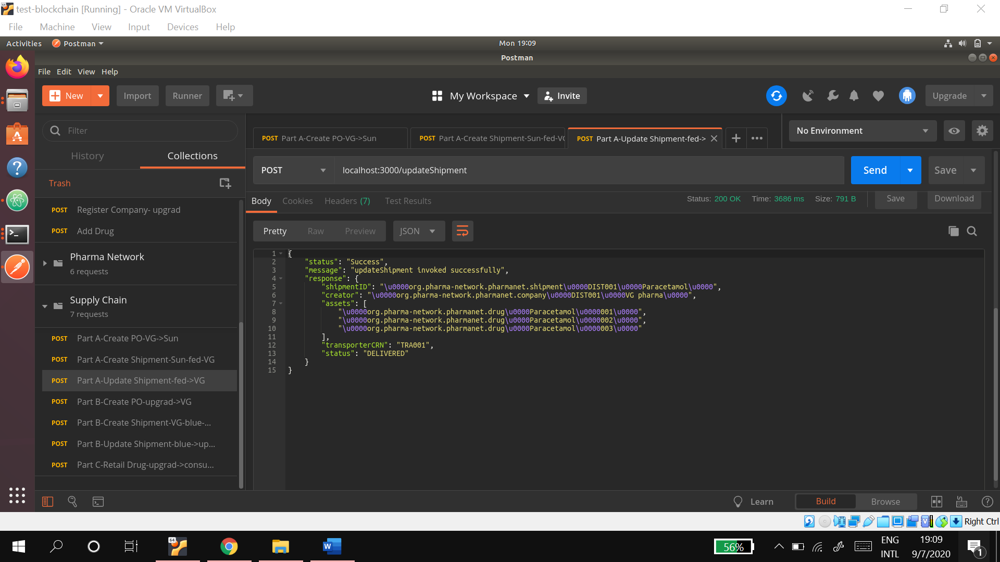 test-blockchain [Running] - Oracle VM VirtualBox
File Machine View Input Devices Help
Activities Postman Mon 19:09
Postman
File Edit View Help
New Import Runner My Workspace Invite Upgrade
Filter
History Collections
Trash
POST Register Company- upgrad
POST Add Drug
Pharma Network
6 requests
Supply Chain
7 requests
POST Part A-Create PO-VG->Sun
POST Part A-Create Shipment-Sun-fed-VG
POST Part A-Update Shipment-fed->VG
POST Part B-Create PO-upgrad->VG
POST Part B-Create Shipment-VG-blue-...
POST Part B-Update Shipment-blue->up...
POST Part C-Retail Drug-upgrad->consu...
POST Part A-Create PO-VG->Sun POST Part A-Create Shipment-Sun-fed-VG POST Part A-Update Shipment-fed-> No Environment
POST localhost:3000/updateShipment Send Save
Body Cookies Headers (7) Test Results Status: 200 OK Time: 3686 ms Size: 791 B Save Download
Pretty Raw Preview JSON
1 {
2 "status": "Success",
3 "message": "updateShipment invoked successfully",
4 "response": {
5 "shipmentID": "\u0000org.pharma-network.pharmanet.shipment\u0000DIST001\u0000Paracetamol\u0000",
6 "creator": "\u0000org.pharma-network.pharmanet.company\u0000DIST001\u0000VG pharma\u0000",
7 "assets": [
8 "\u0000org.pharma-network.pharmanet.drug\u0000Paracetamol\u0000001\u0000",
9 "\u0000org.pharma-network.pharmanet.drug\u0000Paracetamol\u0000002\u0000",
10 "\u0000org.pharma-network.pharmanet.drug\u0000Paracetamol\u0000003\u0000"
11 ],
12 "transporterCRN": "TRA001",
13 "status": "DELIVERED"
14 }
15 }
Learn Build Browse
Right Ctrl
64
56%
ENG
INTL
19:09
9/7/2020
1